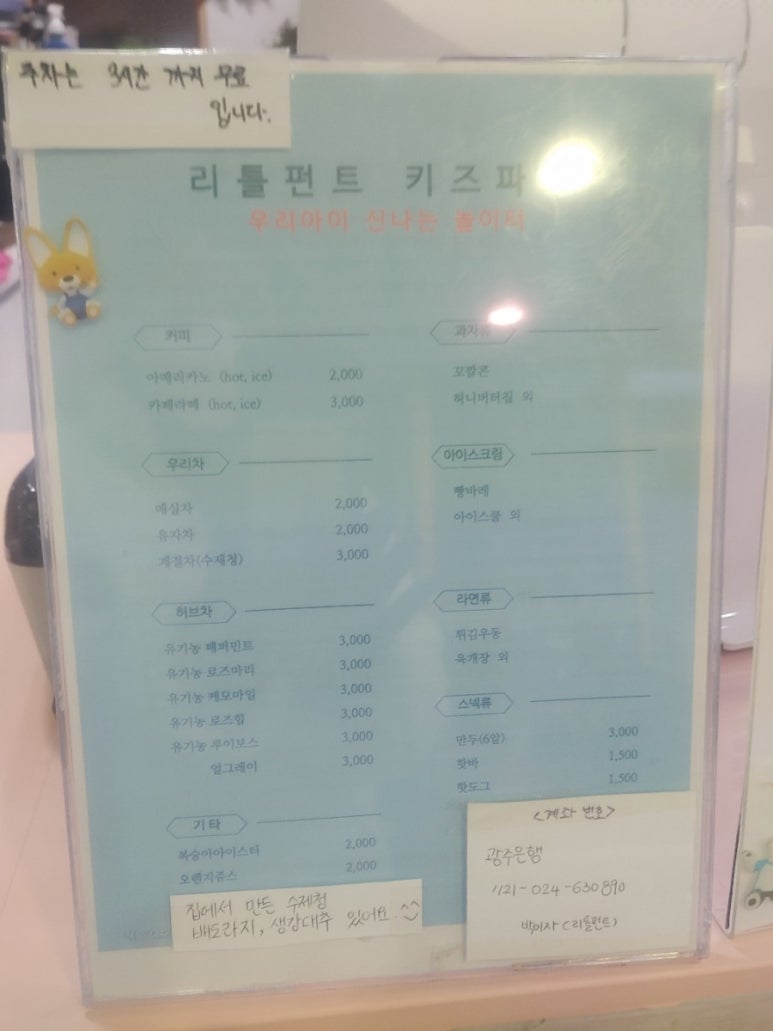 주차는 3시간 까지 무료
입니다.
리틀펀트 키즈파
우리아이 신나는 놀이터
커피
아메리카노 (hot, ice) 2,000
카페라떼 (hot, ice) 3,000
우리차
매실차 2,000
유자차 2,000
계절차(수제청) 3,000
허브차
유기농 페퍼민트 3,000
유기농 로즈마리 3,000
유기농 케모마일 3,000
유기농 로즈힙 3,000
유기농 루이보스 3,000
얼그레이 3,000
기타
복숭아아이스티 2,000
오렌지쥬스 2,000
집에서 만든 수제청
배도라지, 생강대추 있어요. ^^
과자류
꼬깔콘
허니버터칩 외
아이스크림
빵바레
아이스쿨 외
라면류
튀김우동
육개장 외
스넥류
만두(6알) 3,000
핫바 1,500
핫도그 1,500
<계좌 번호>
광주은행
1121-024-630890
(리틀펀트)